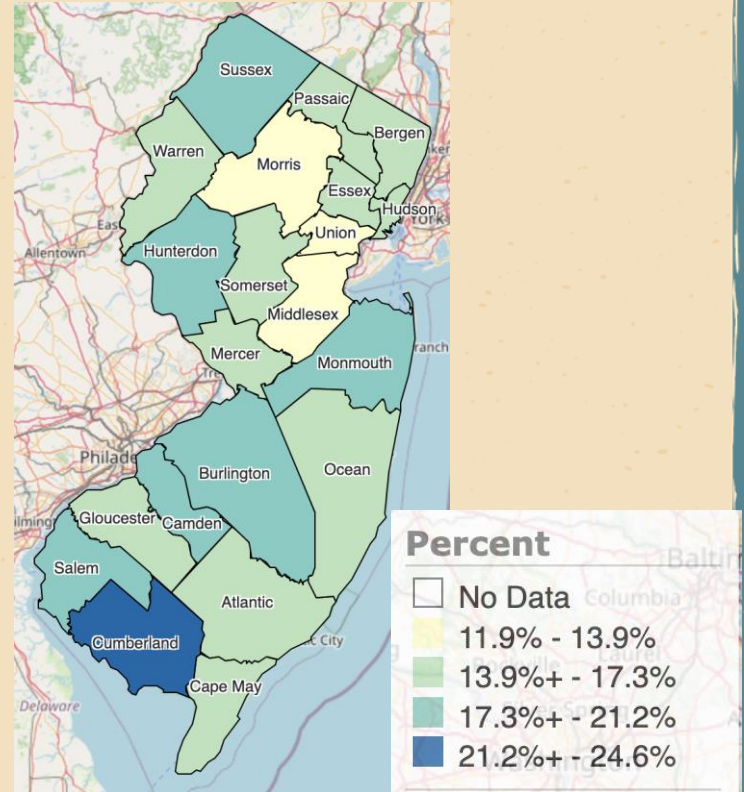 Sussex
Passaic
Bergen
Warren
Morris
Essex
Hudson
Union
Allentown
Hunterdon
Somerset
Middlesex
Mercer
Monmouth
Burlington
Ocean
Gloucester
Camden
Salem
Atlantic
Cumberland
Cape May
Delaware
Percent
No Data
Columbia
11.9% - 13.9%
13.9%+ - 17.3%
17.3%+ - 21.2%
21.2%+ - 24.6%
Washington